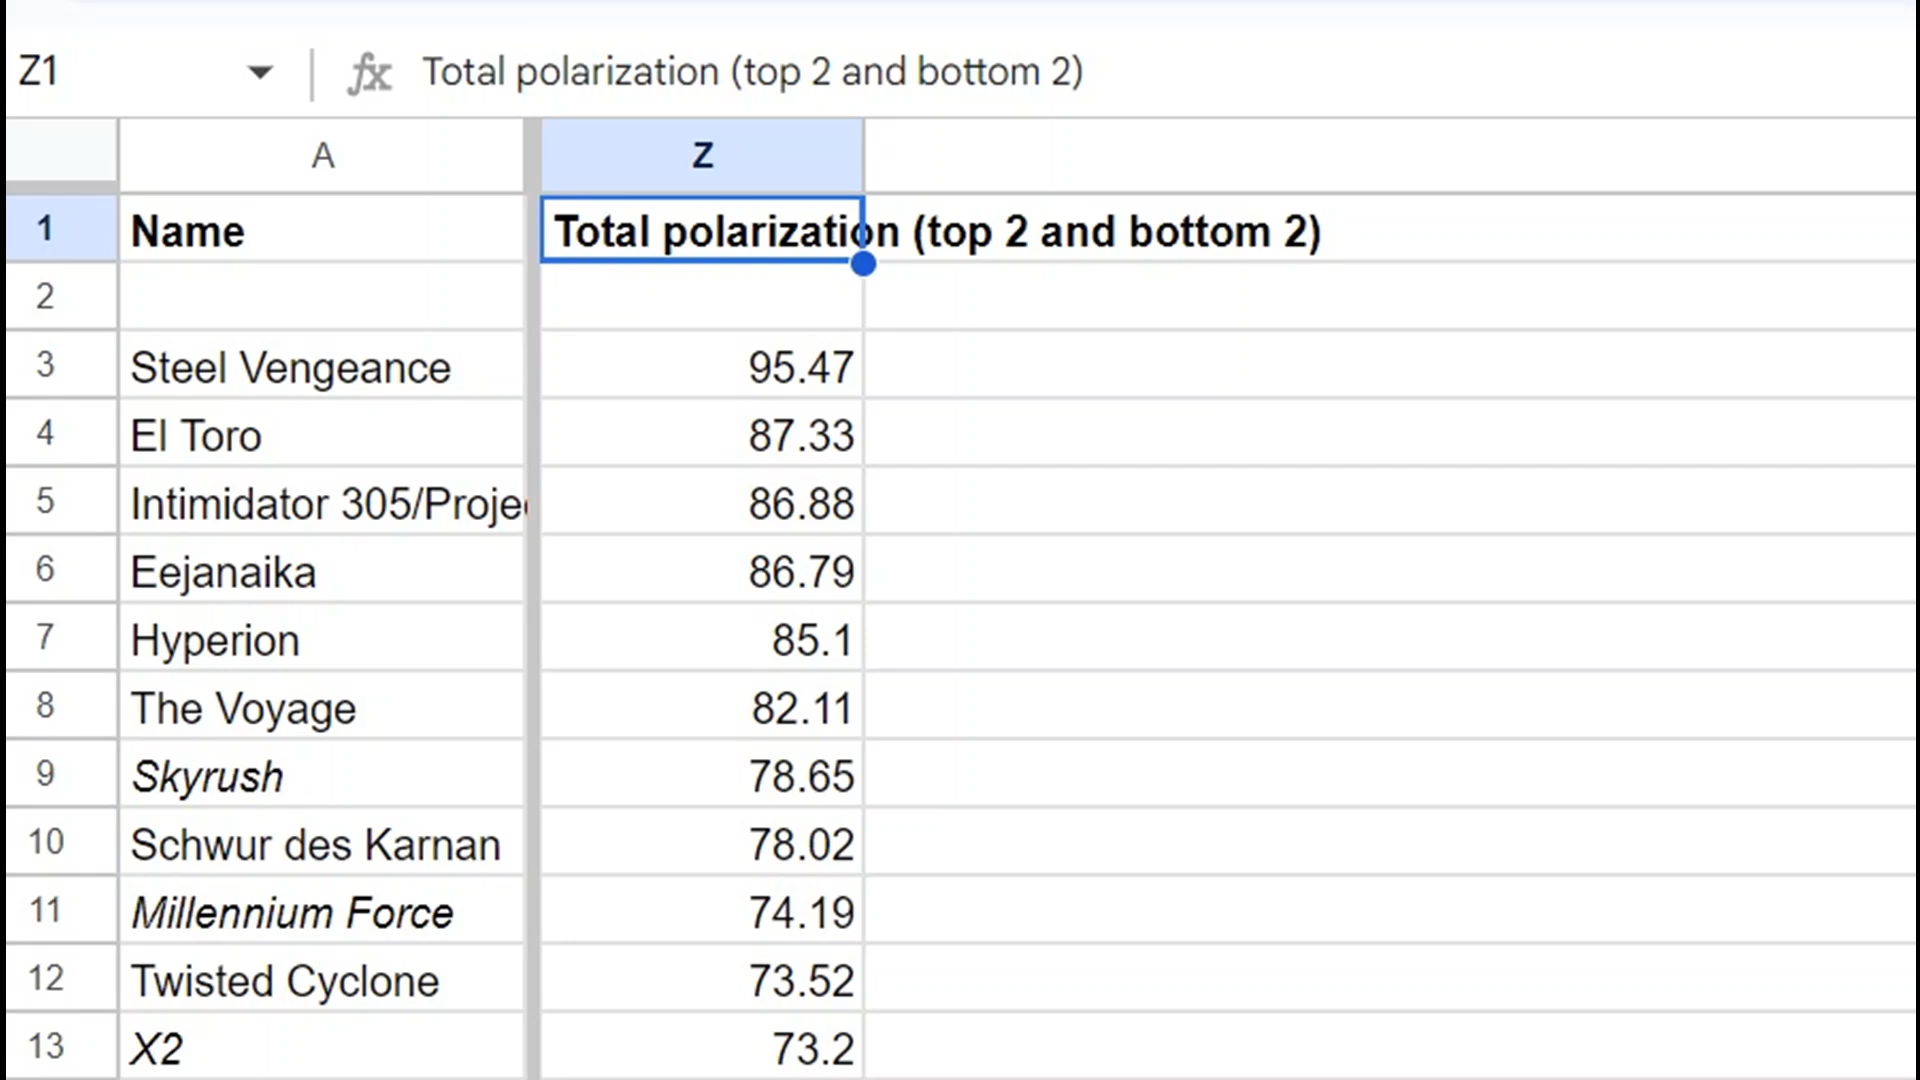 Z1 fx Total polarization (top 2 and bottom 2)
A Z
1 Name Total polarization (top 2 and bottom 2)
2
3 Steel Vengeance 95.47
4 El Toro 87.33
5 Intimidator 305/Projec 86.88
6 Eejanaika 86.79
7 Hyperion 85.1
8 The Voyage 82.11
9 Skyrush 78.65
10 Schwur des Karnan 78.02
11 Millennium Force 74.19
12 Twisted Cyclone 73.52
13 X2 73.2